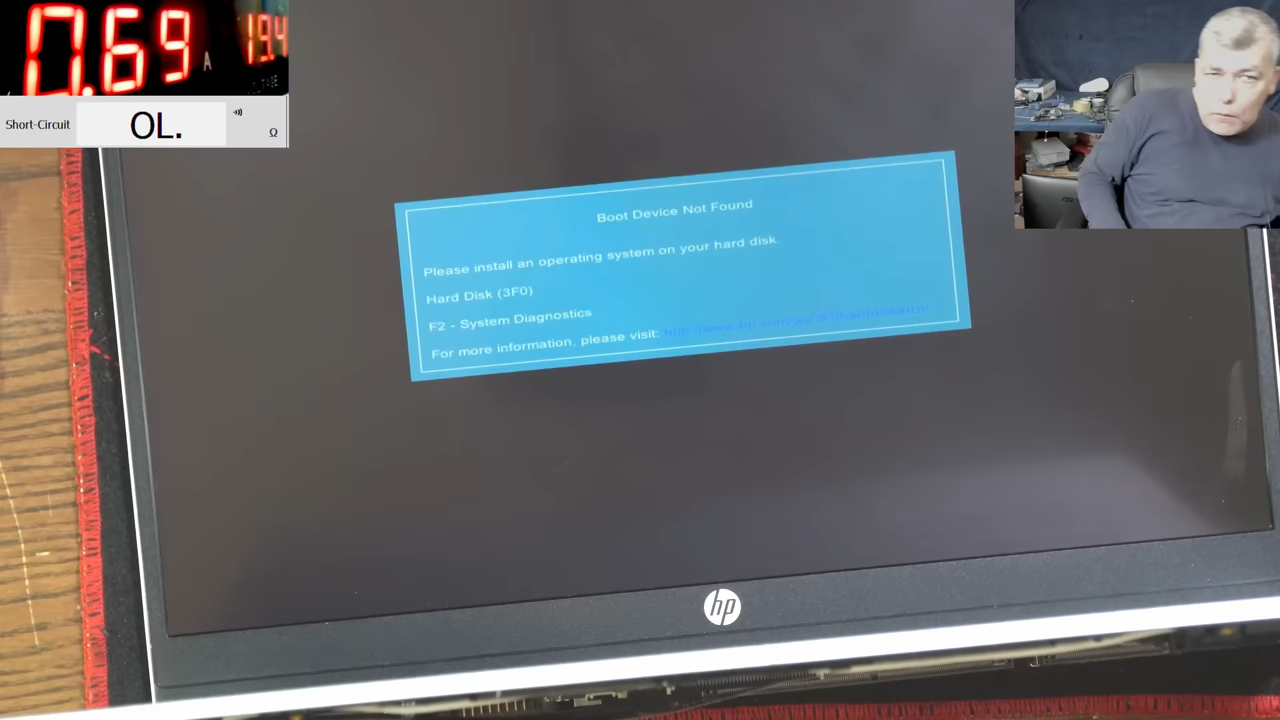 0.69 A 19.4
Short-Circuit OL. Ω
Boot Device Not Found
Please install an operating system on your hard disk.
Hard Disk (3F0)
F2 - System Diagnostics
For more information, please visit:
hp